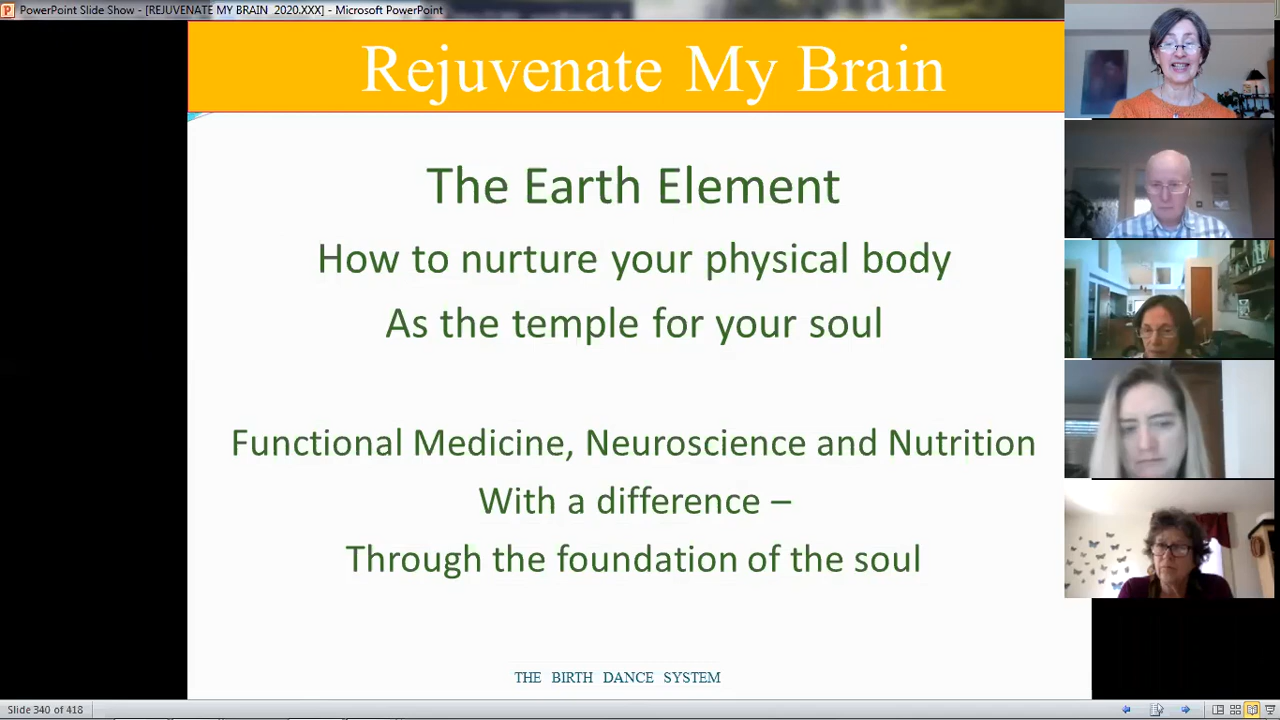 PowerPoint Slide Show - [REJUVENATE MY BRAIN  2020.XXX] - Microsoft PowerPoint
Rejuvenate My Brain
The Earth Element
How to nurture your physical body
As the temple for your soul
Functional Medicine, Neuroscience and Nutrition
With a difference –
Through the foundation of the soul
THE BIRTH DANCE SYSTEM
Slide 340 of 418